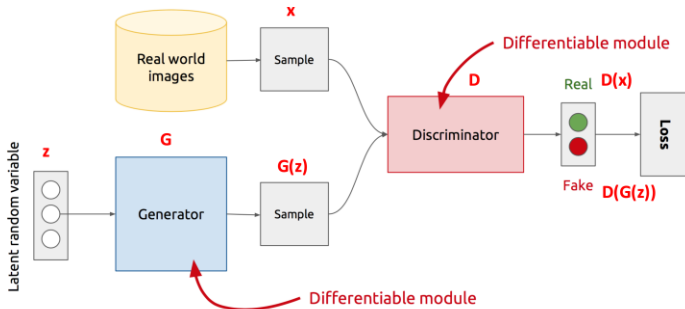 x
Real world
images
Sample
Differentiable module
D
Discriminator
Real
D(x)
Loss
Fake
D(G(z))
z
G
G(z)
Latent random variable
Generator
Sample
Differentiable module